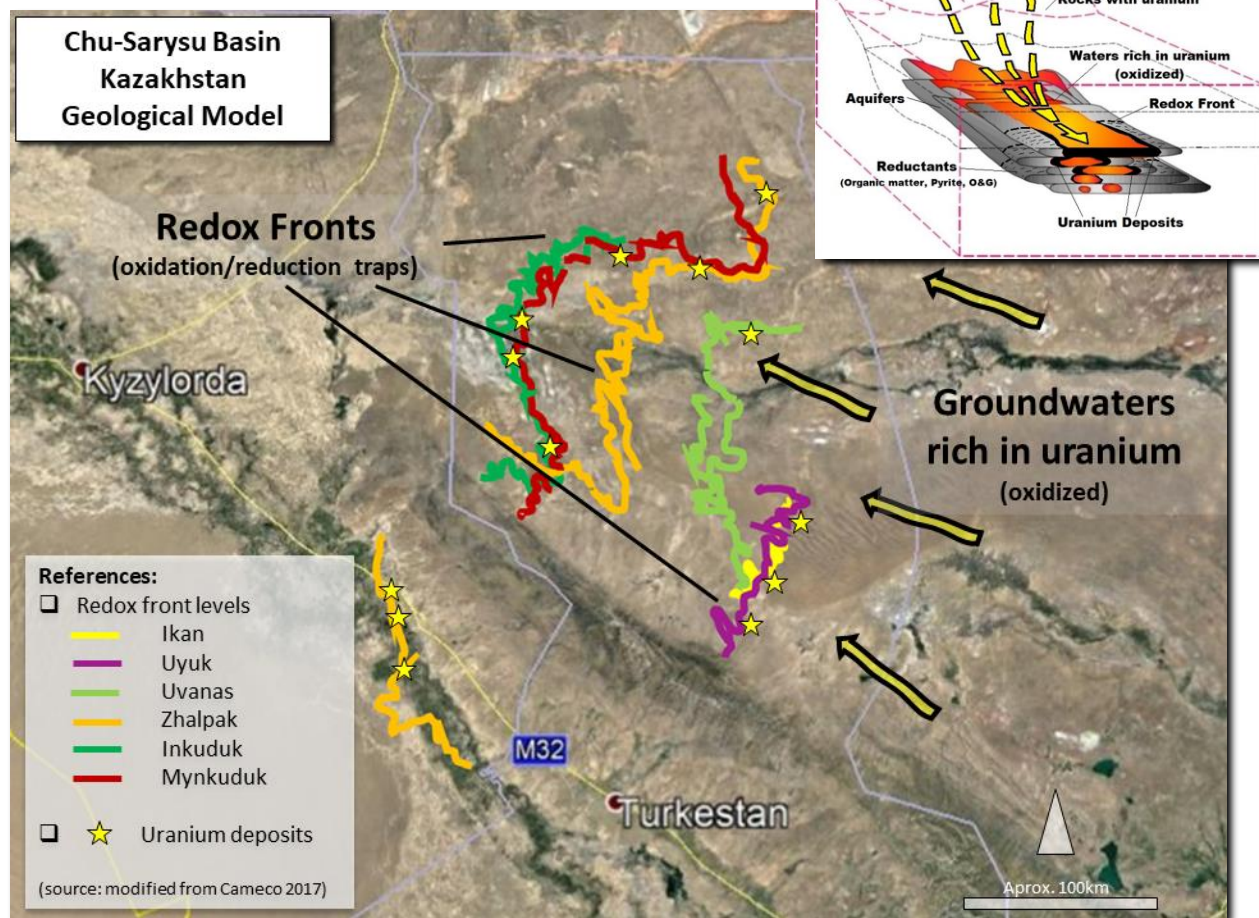 Chu-Sarysu Basin
Kazakhstan
Geological Model
Rocks with uranium
Waters rich in uranium
(oxidized)
Aquifers
Redox Front
Reductants
(Organic matter, Pyrite, O&G)
Uranium Deposits
Redox Fronts
(oxidation/reduction traps)
Kyzylorda
Groundwaters
rich in uranium
(oxidized)
References:
Redox front levels
Ikan
Uyuk
Uvanas
Zhalpak
Inkuduk
Mynkuduk
Uranium deposits
(source: modified from Cameco 2017)
M32
Turkestan
Aprox. 100km